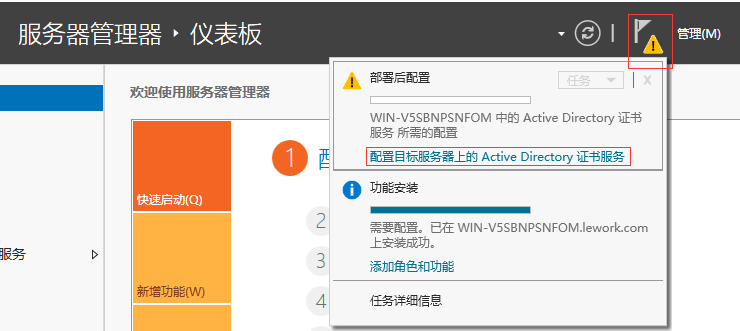 服务器管理器 ▸ 仪表板
管理(M)
欢迎使用服务器管理器
部署后配置
任务
x
WIN-V5SBNPSNFOM 中的 Active Directory 证书
服务 所需的配置
配置目标服务器上的 Active Directory 证书服务
功能安装
需要配置。已在 WIN-V5SBNPSNFOM.lework.com
上安装成功。
添加角色和功能
任务详细信息
快速启动(Q)
新增功能(W)
服务
1
2
3
4